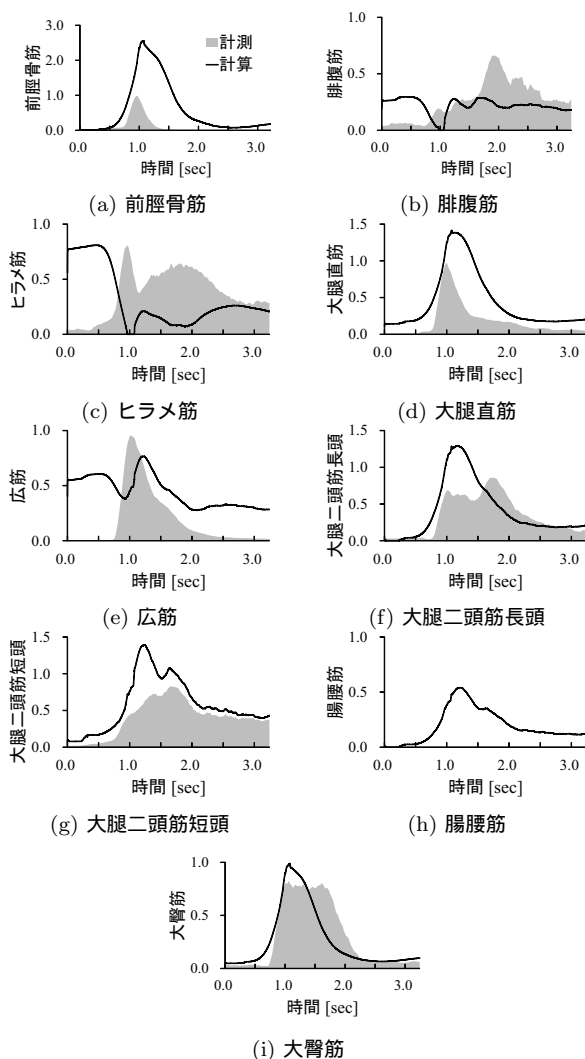 前脛骨筋
3.0
2.0
1.0
0.0
0.0 1.0 2.0 3.0
時間 [sec]
計測
計算
(a) 前脛骨筋
腓腹筋
1.0
0.5
0.0
0.0 1.0 2.0 3.0
時間 [sec]
(b) 腓腹筋
ヒラメ筋
1.0
0.5
0.0
0.0 1.0 2.0 3.0
時間 [sec]
(c) ヒラメ筋
大腿直筋
1.5
1.0
0.5
0.0
0.0 1.0 2.0 3.0
時間 [sec]
(d) 大腿直筋
広筋
1.0
0.5
0.0
0.0 1.0 2.0 3.0
時間 [sec]
(e) 広筋
大腿二頭筋長頭
1.5
1.0
0.5
0.0
0.0 1.0 2.0 3.0
時間 [sec]
(f) 大腿二頭筋長頭
大腿二頭筋短頭
1.5
1.0
0.5
0.0
0.0 1.0 2.0 3.0
時間 [sec]
(g) 大腿二頭筋短頭
腸腰筋
1.0
0.5
0.0
0.0 1.0 2.0 3.0
時間 [sec]
(h) 腸腰筋
大臀筋
1.0
0.5
0.0
0.0 1.0 2.0 3.0
時間 [sec]
(i) 大臀筋